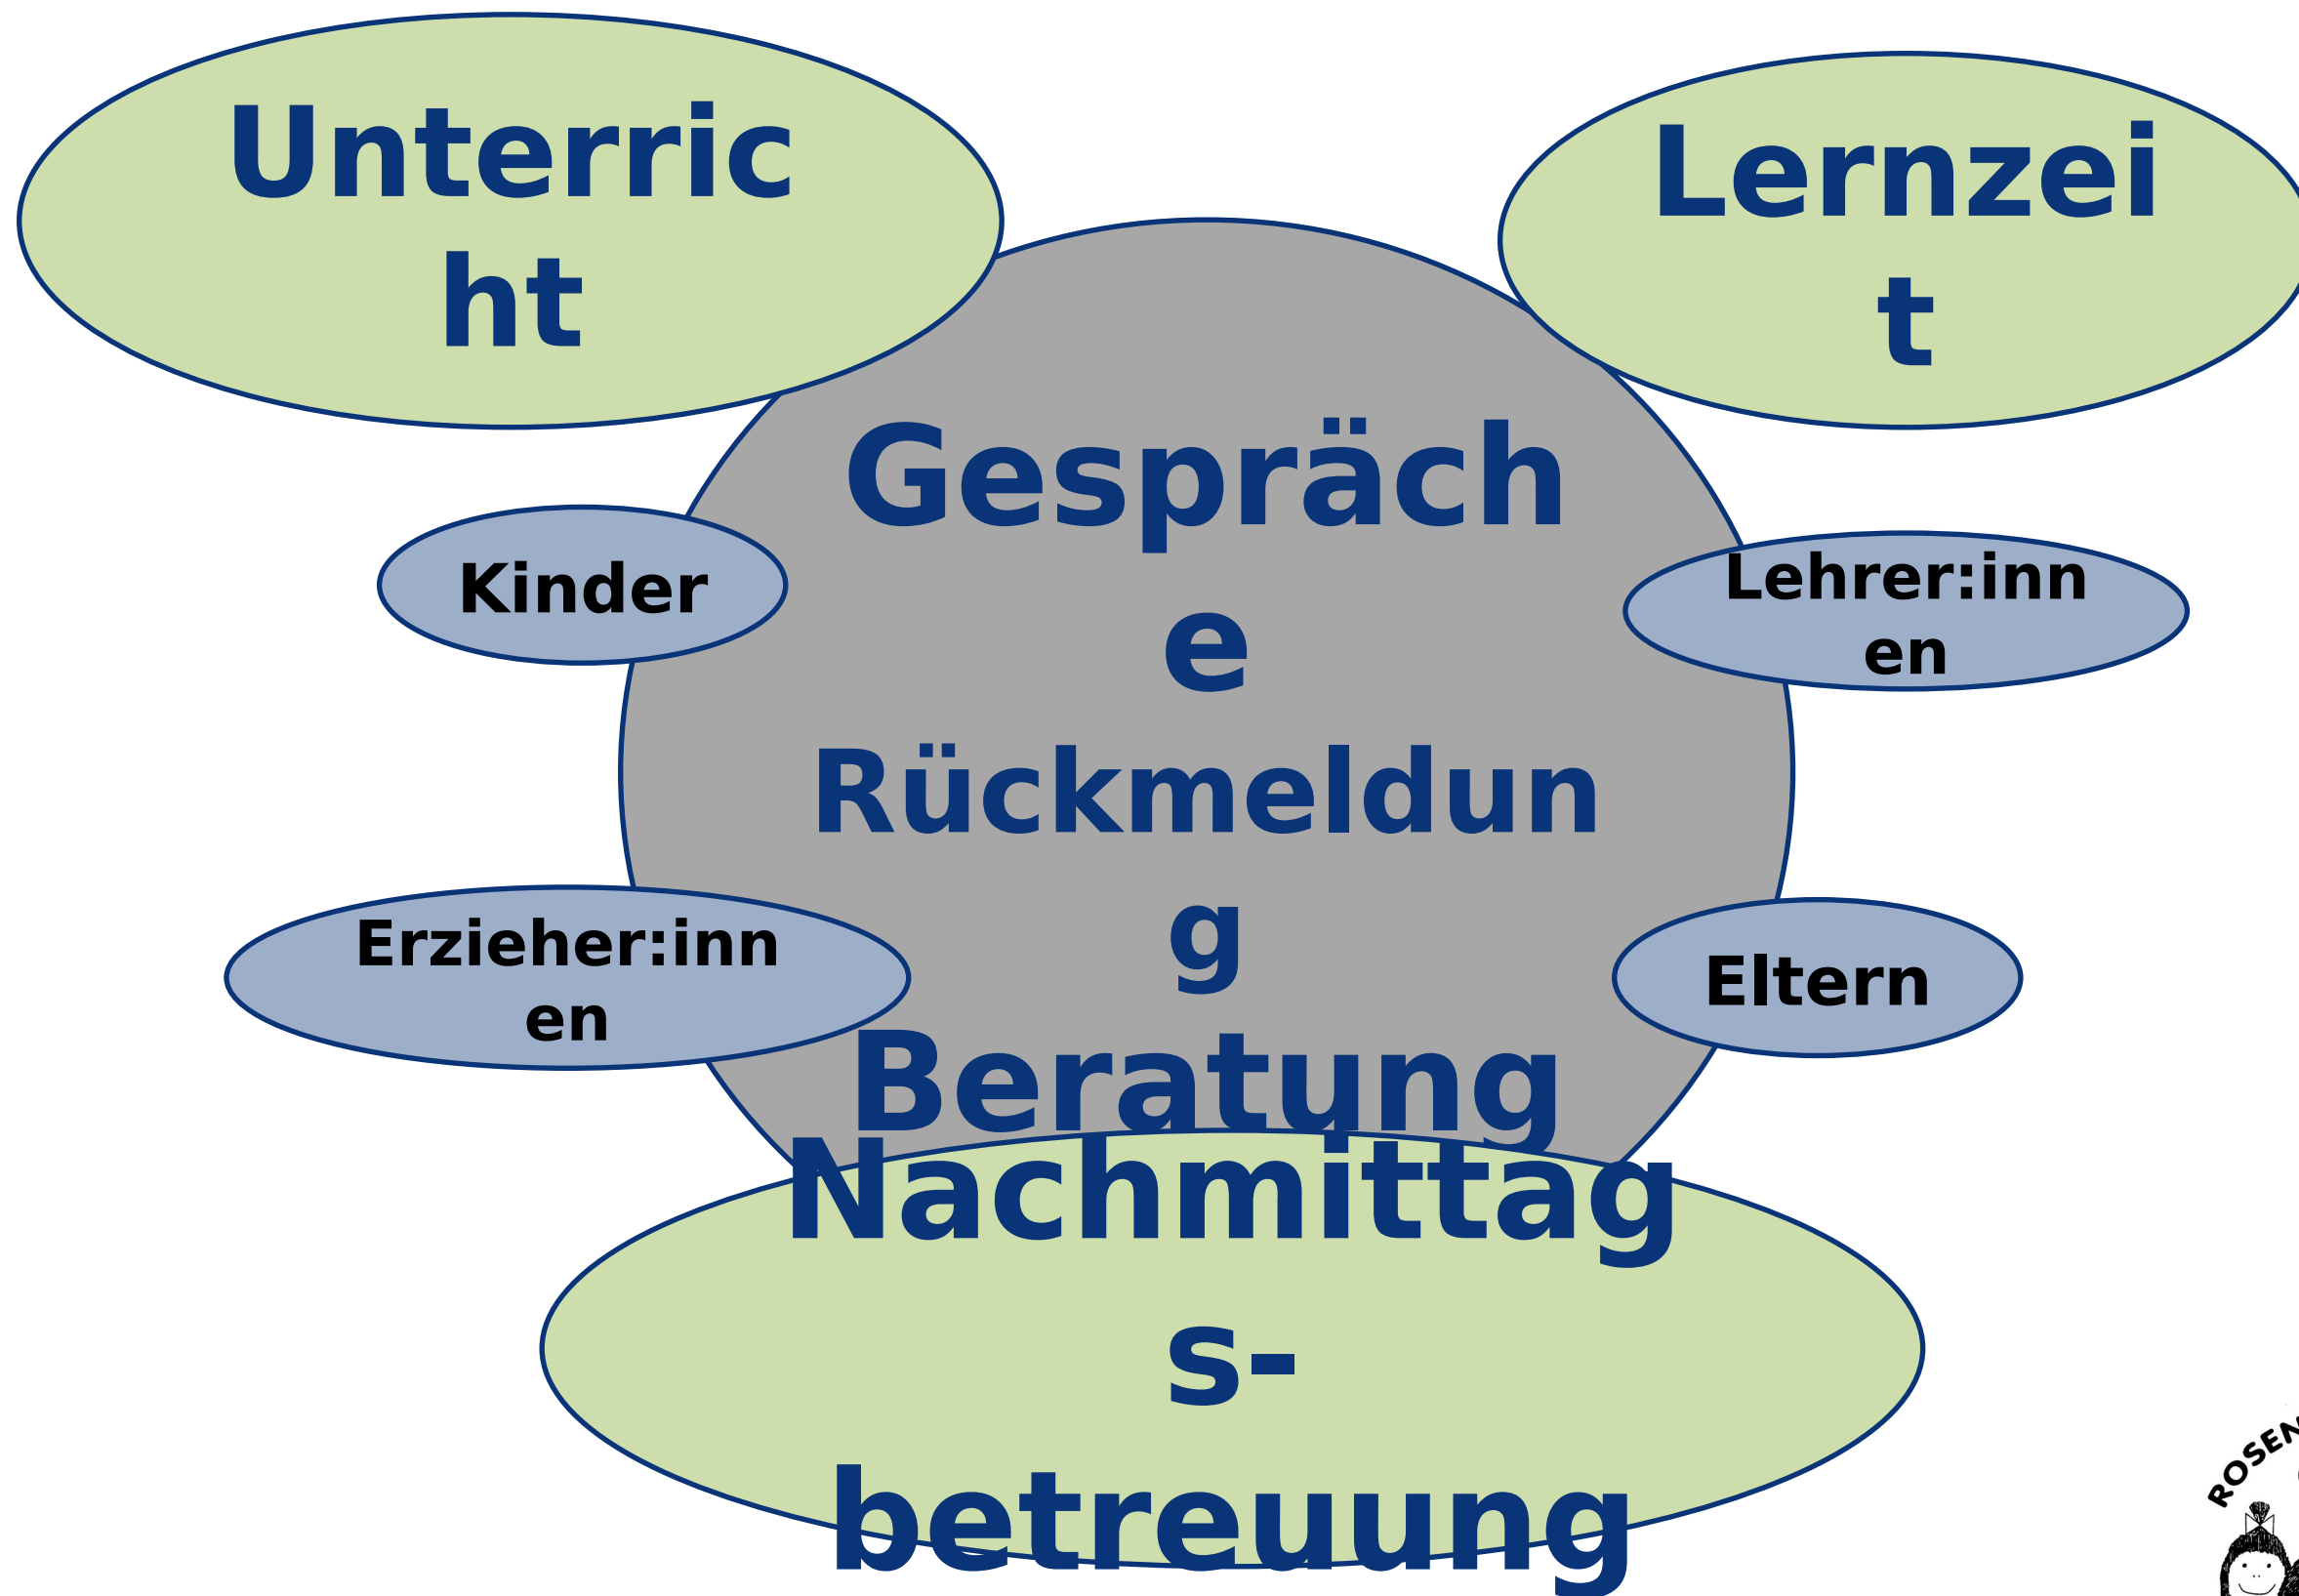 Unterric
ht
Lernzei
t
Gespräch
e
Rückmeldun
g
Beratung
Kinder
Lehrer:inn
en
Erzieher:inn
en
Eltern
Nachmittag
s-
betreuung